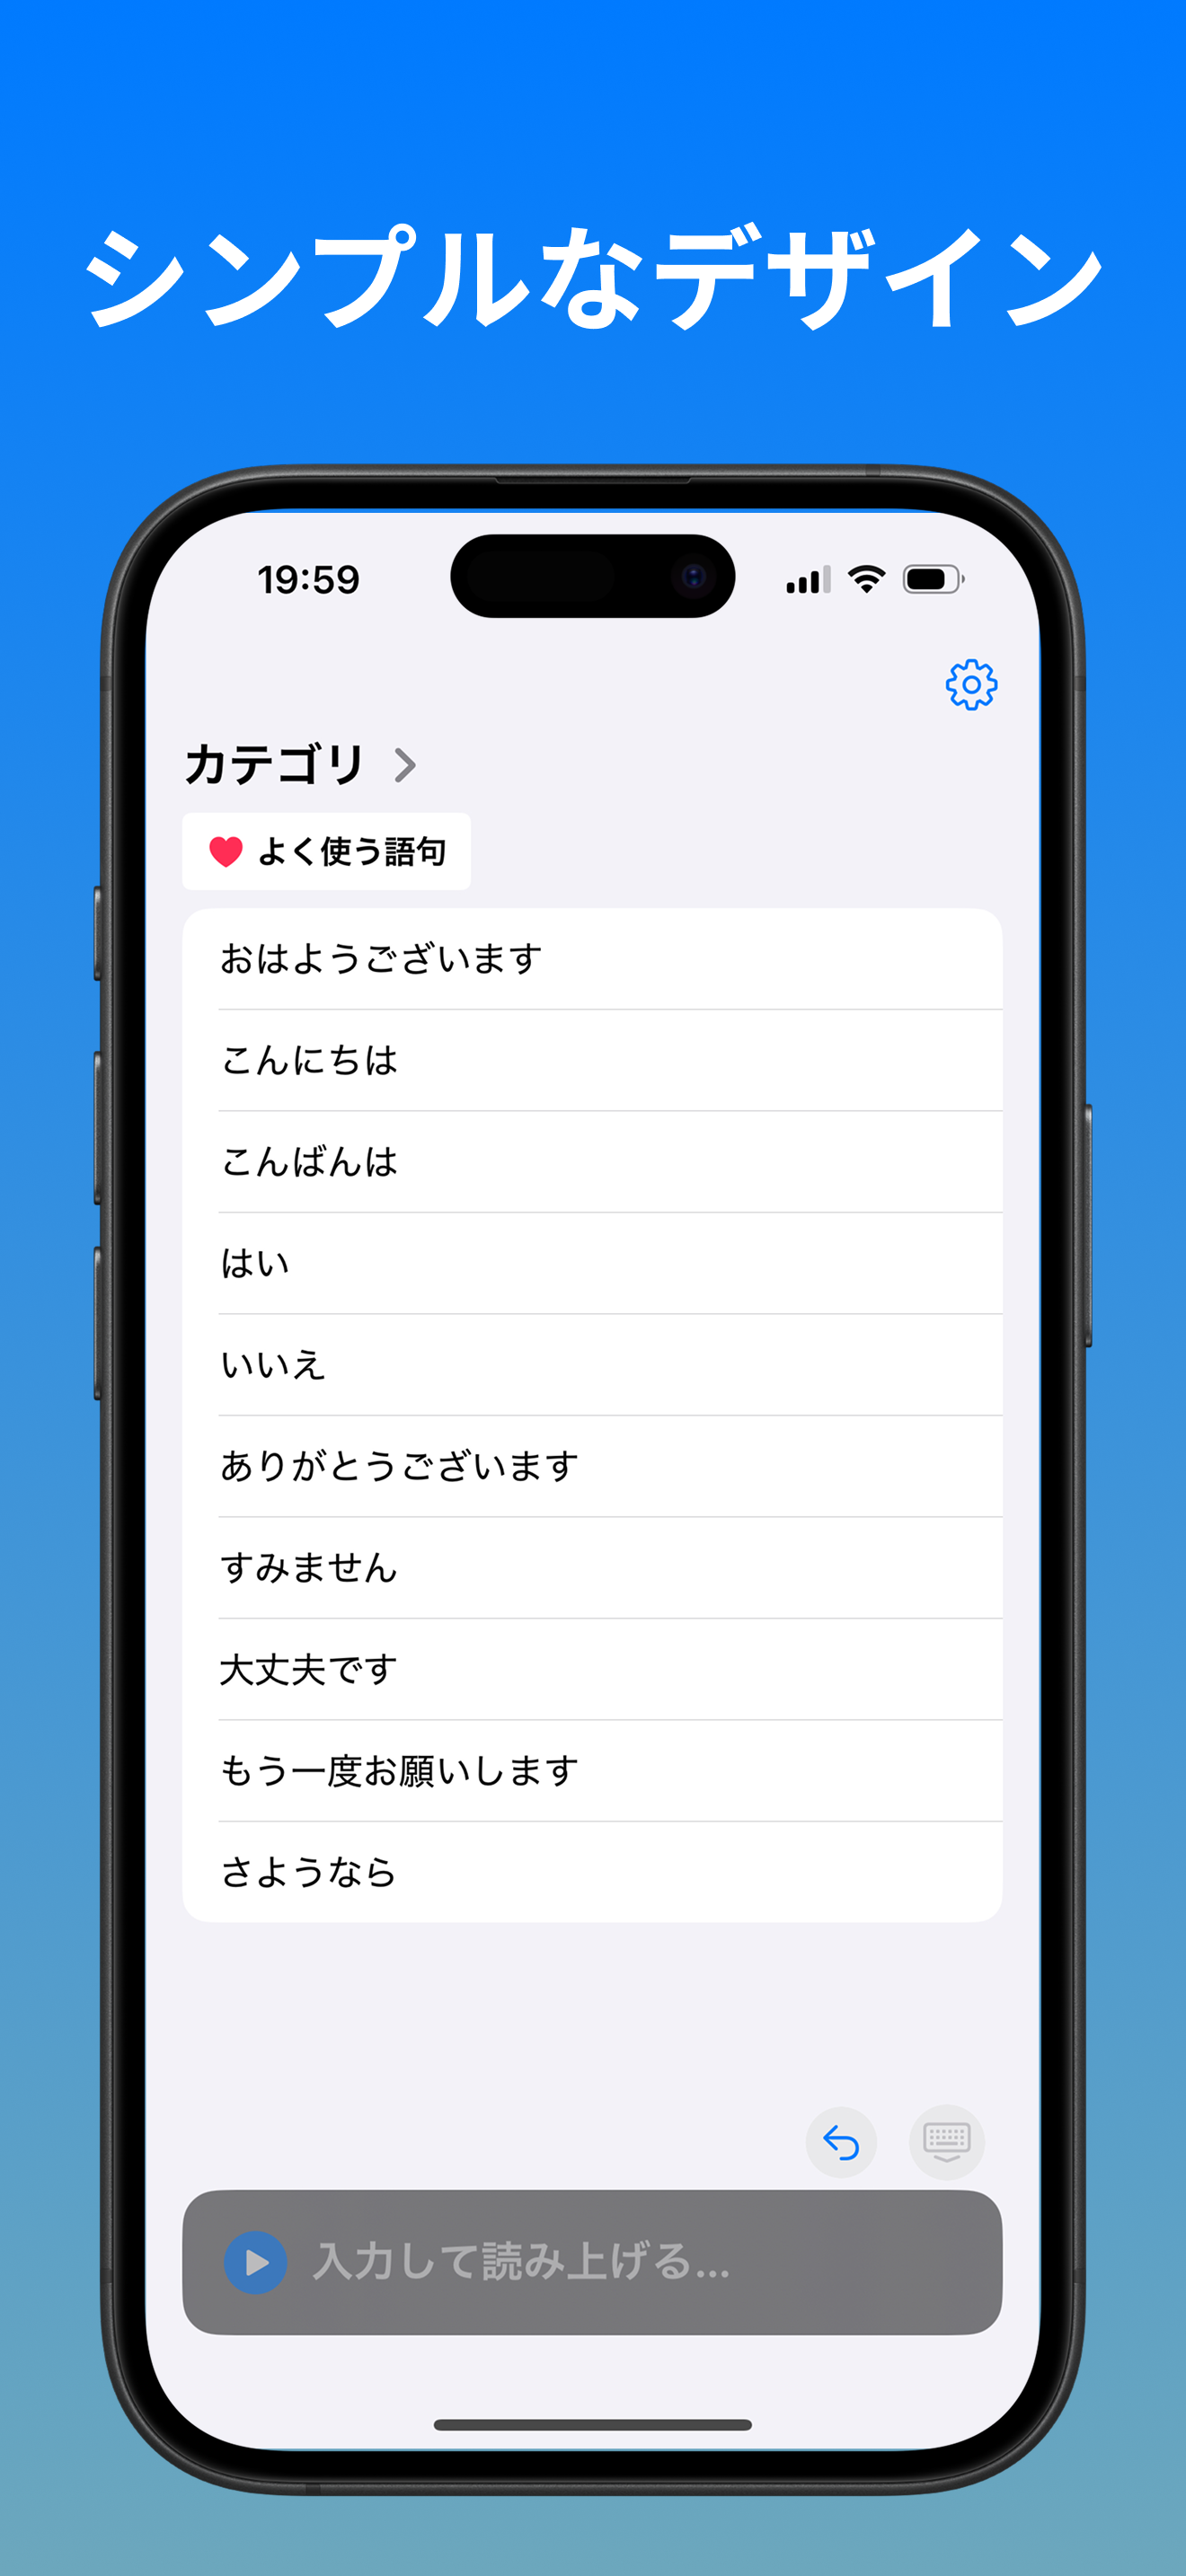 シンプルなデザイン
19:59
カテゴリ
よく使う語句
おはようございます
こんにちは
こんばんは
はい
いいえ
ありがとうございます
すみません
大丈夫です
もう一度お願いします
さようなら
入力して読み上げる...